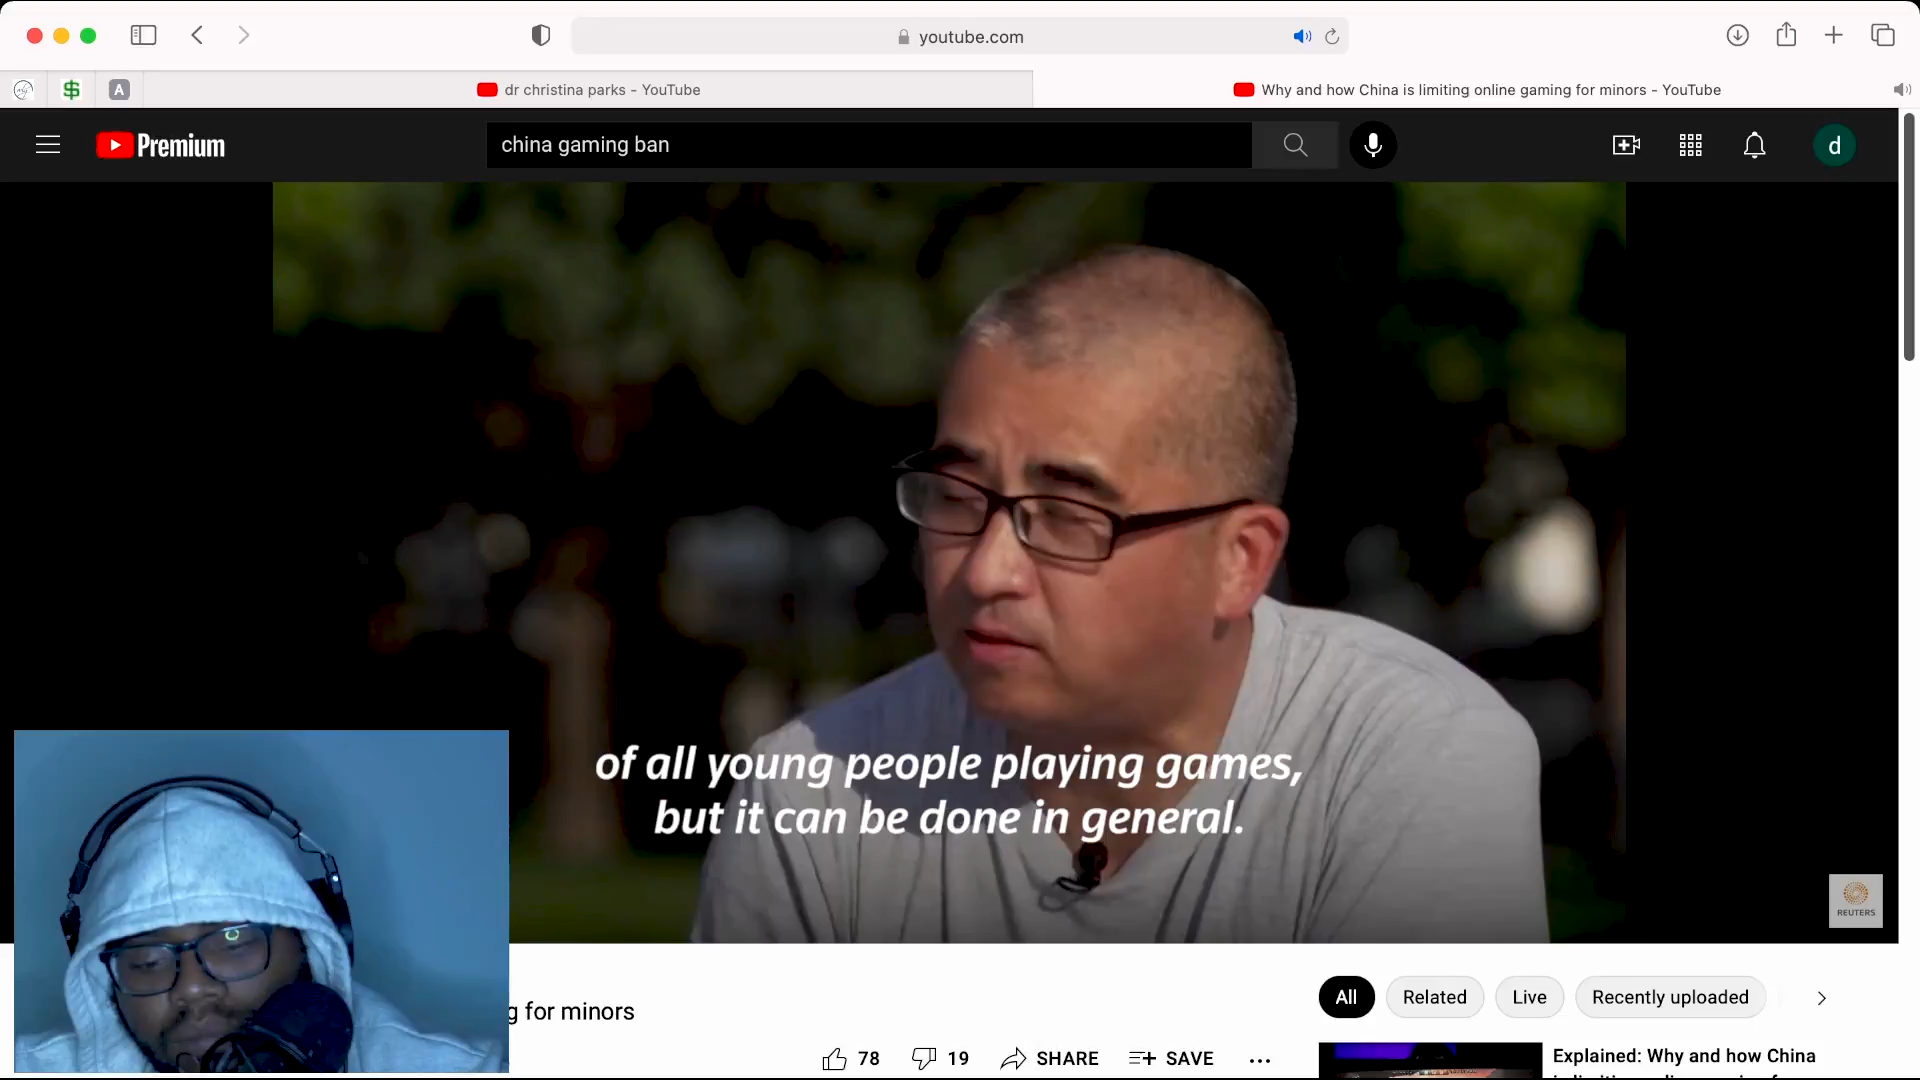 youtube.com
A
dr christina parks - YouTube
Why and how China is limiting online gaming for minors - YouTube
Premium
china gaming ban
d
of all young people playing games,
but it can be done in general.
REUTERS
g for minors
78
19
SHARE
SAVE
All
Related
Live
Recently uploaded
Explained: Why and how China